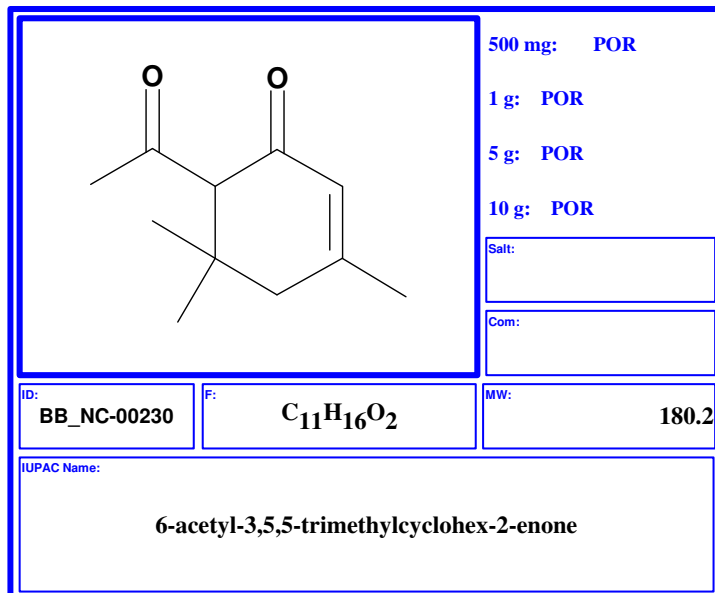 O O
500 mg: POR
1 g: POR
5 g: POR
10 g: POR
Salt:
Com:
ID:
BB_NC-00230
F:
C11H16O2
MW:
180.2
IUPAC Name:
6-acetyl-3,5,5-trimethylcyclohex-2-enone